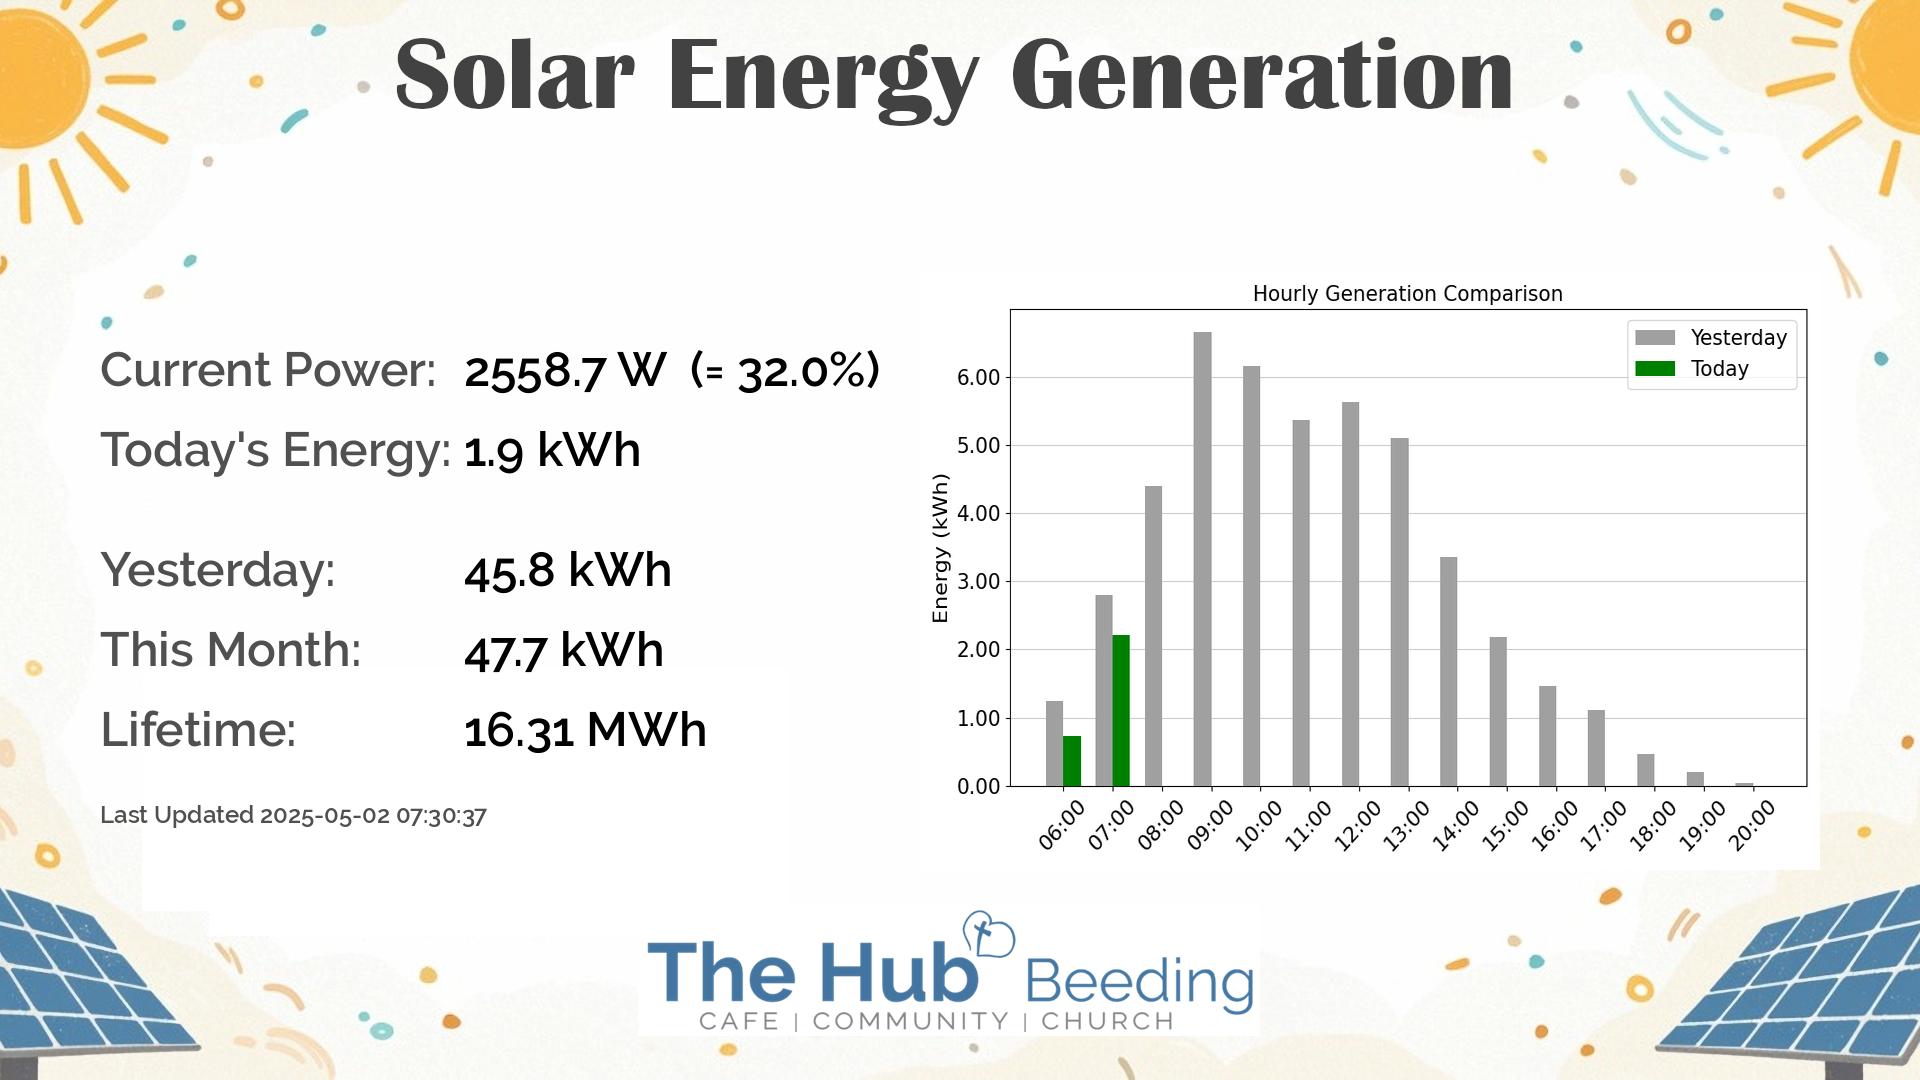 Solar Energy Generation
Current Power: 2558.7 W (= 32.0%)
Today's Energy: 1.9 kWh
Yesterday: 45.8 kWh
This Month: 47.7 kWh
Lifetime: 16.31 MWh
Last Updated 2025-05-02 07:30:37
Hourly Generation Comparison
Yesterday
Today
Energy (kWh)
6.00
5.00
4.00
3.00
2.00
1.00
0.00
06:00 07:00 08:00 09:00 10:00 11:00 12:00 13:00 14:00 15:00 16:00 17:00 18:00 19:00 20:00
The Hub Beeding
CAFE | COMMUNITY | CHURCH